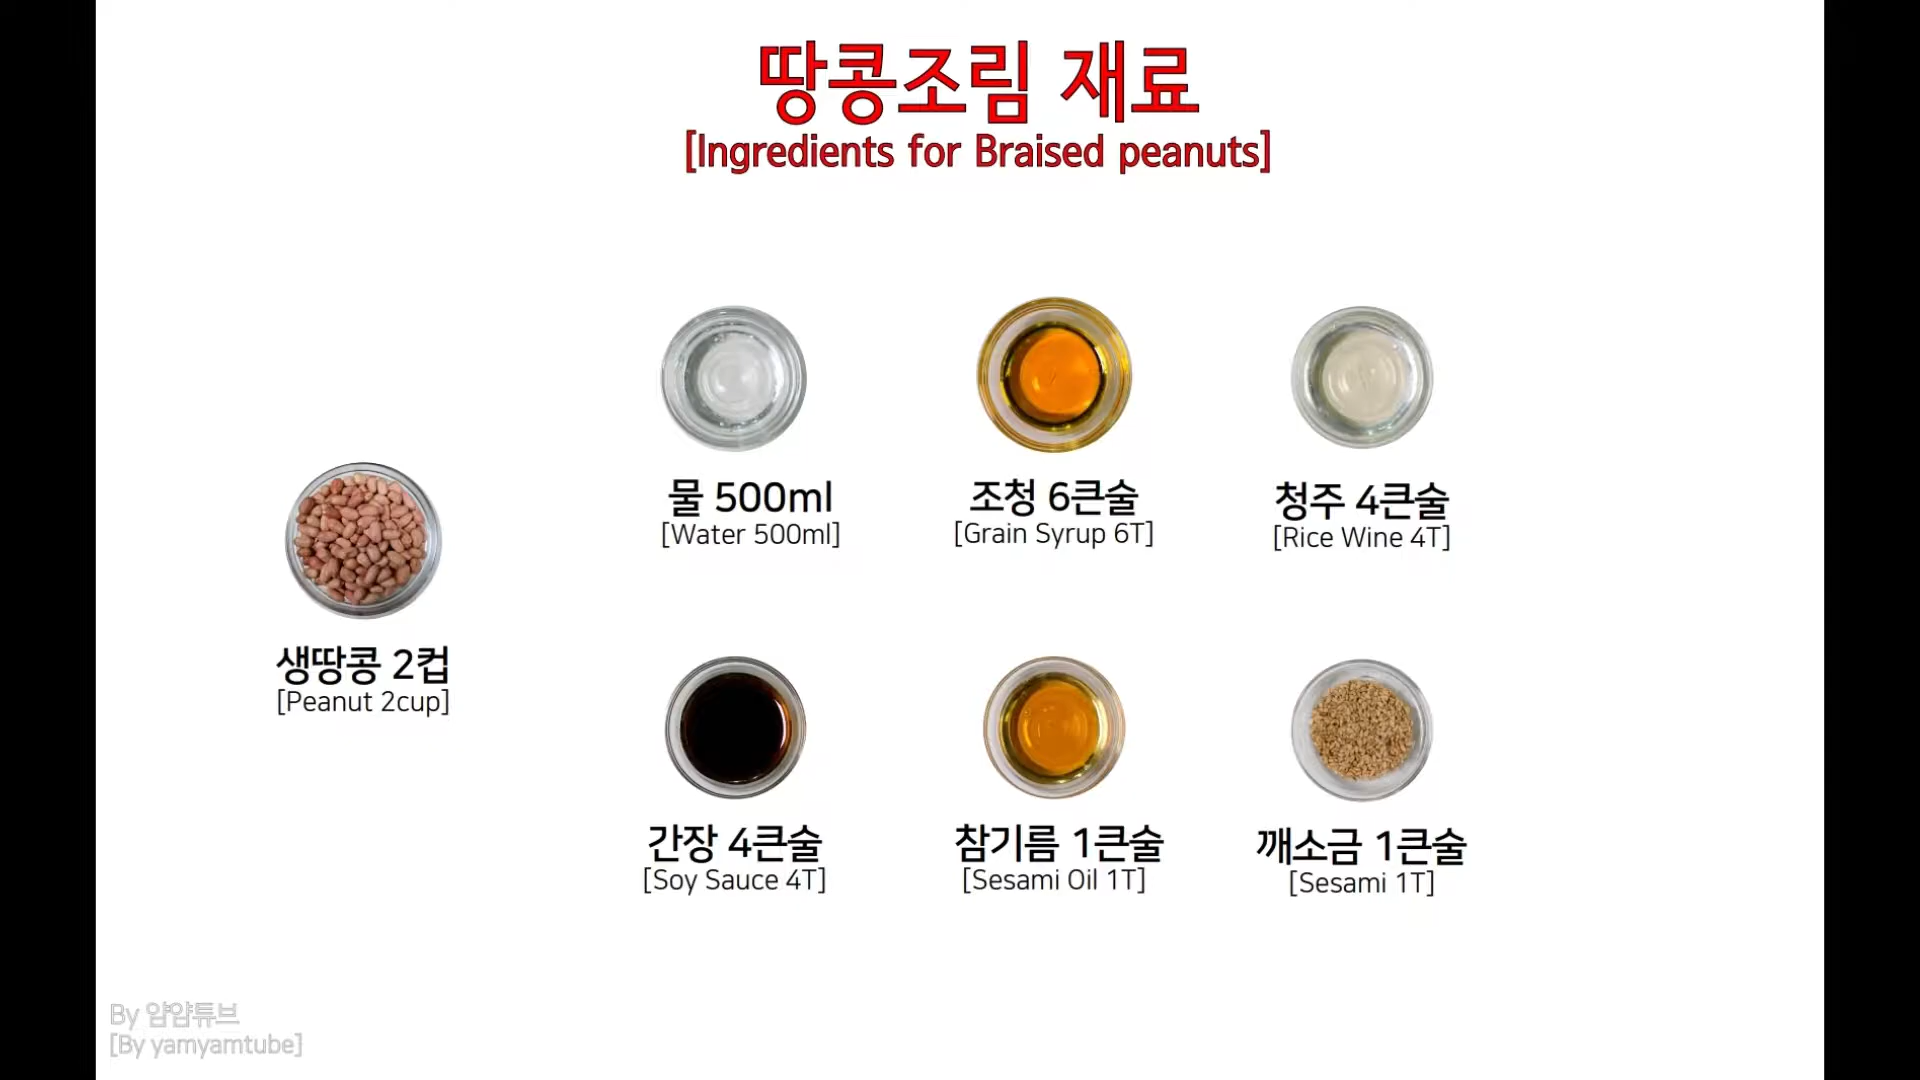 땅콩조림 재료
[Ingredients for Braised peanuts]
물 500ml
[Water 500ml]
조청 6큰술
[Grain Syrup 6T]
청주 4큰술
[Rice Wine 4T]
생땅콩 2컵
[Peanut 2cup]
간장 4큰술
[Soy Sauce 4T]
참기름 1큰술
[Sesami Oil 1T]
깨소금 1큰술
[Sesami 1T]
By 얌얌튜브
[By yamyamtube]